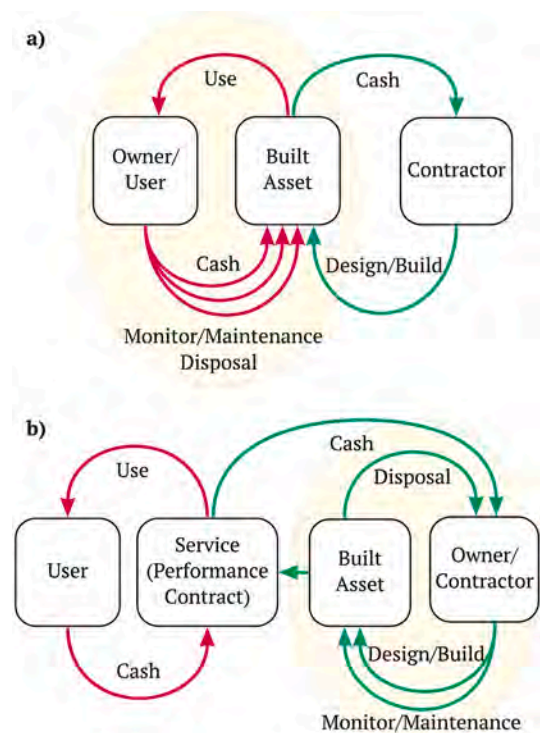 a)
Use
Cash
Owner/
User
Built
Asset
Contractor
Cash
Design/Build
Monitor/Maintenance
Disposal
b)
Cash
Use
Disposal
User
Service
(Performance
Contract)
Built
Asset
Owner/
Contractor
Cash
Design/Build
Monitor/Maintenance